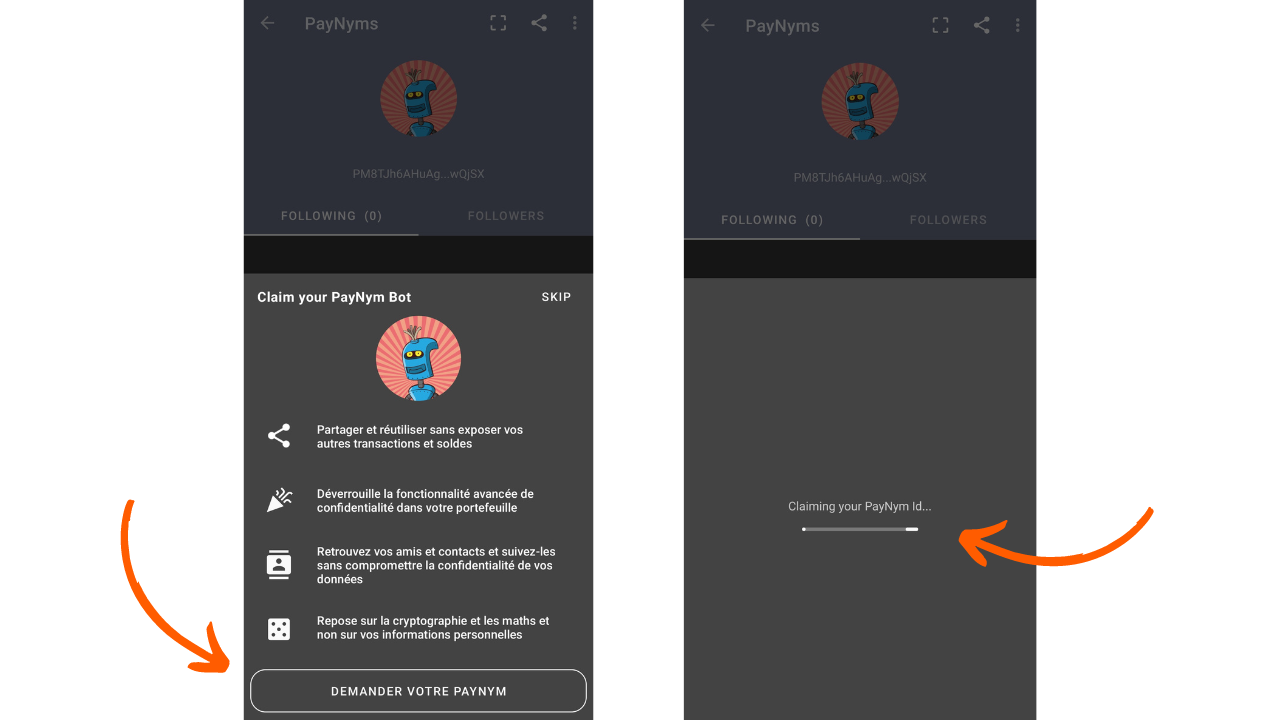 PayNyms
PM8TJh6AHuAg...wQjSX
FOLLOWING (0)
FOLLOWERS
Claim your PayNym Bot
SKIP
Partager et réutiliser sans exposer vos
autres transactions et soldes
Déverrouille la fonctionnalité avancée de
confidentialité dans votre portefeuille
Retrouvez vos amis et contacts et suivez-les
sans compromettre la confidentialité de vos
données
Repose sur la cryptographie et les maths et
non sur vos informations personnelles
DEMANDER VOTRE PAYNYM
PayNyms
PM8TJh6AHuAg...wQjSX
FOLLOWING (0)
FOLLOWERS
Claiming your PayNym Id...